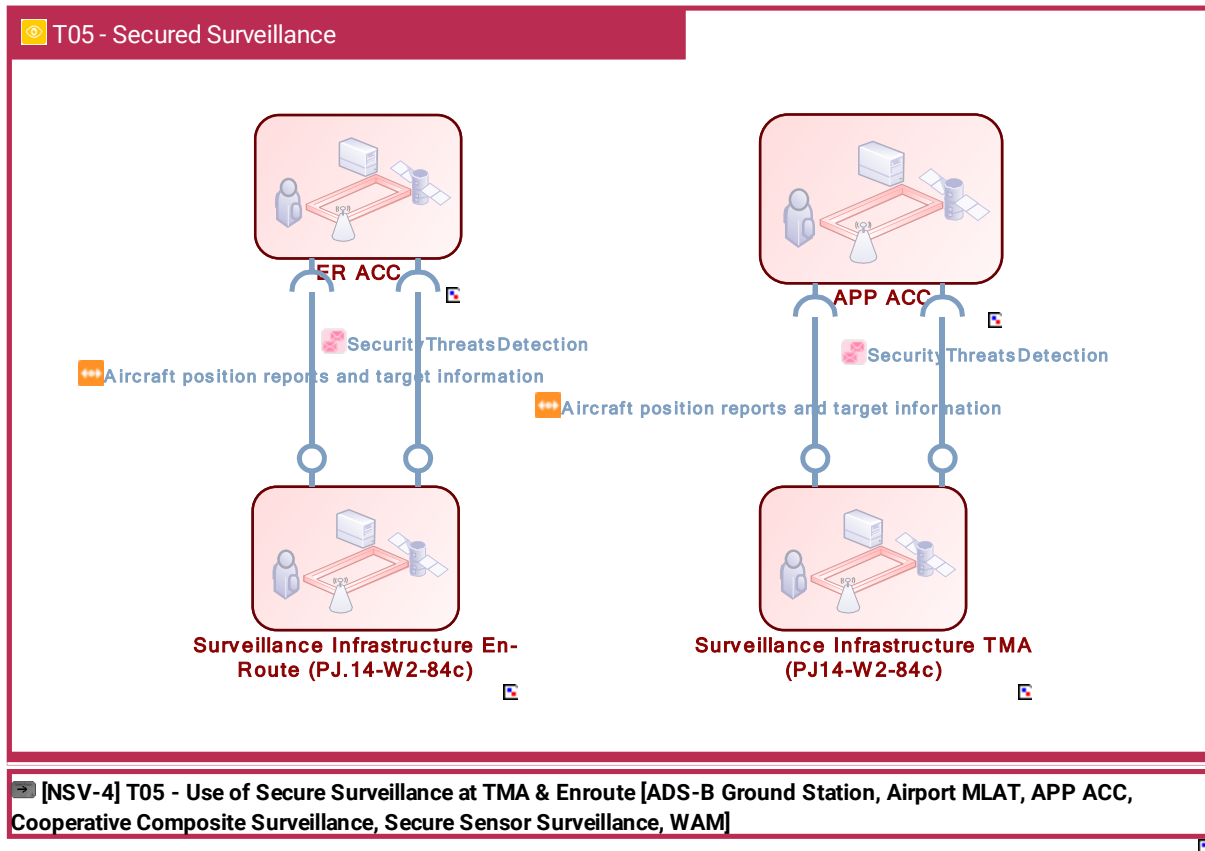 T05 - Secured Surveillance
ER ACC
APP ACC
SecurityThreatsDetection
SecurityThreatsDetection
Aircraft position reports and target information
Aircraft position reports and target information
Surveillance Infrastructure En-
Route (PJ.14-W2-84c)
Surveillance Infrastructure TMA
(PJ14-W2-84c)
[NSV-4] T05 - Use of Secure Surveillance at TMA & Enroute [ADS-B Ground Station, Airport MLAT, APP ACC,
Cooperative Composite Surveillance, Secure Sensor Surveillance, WAM]